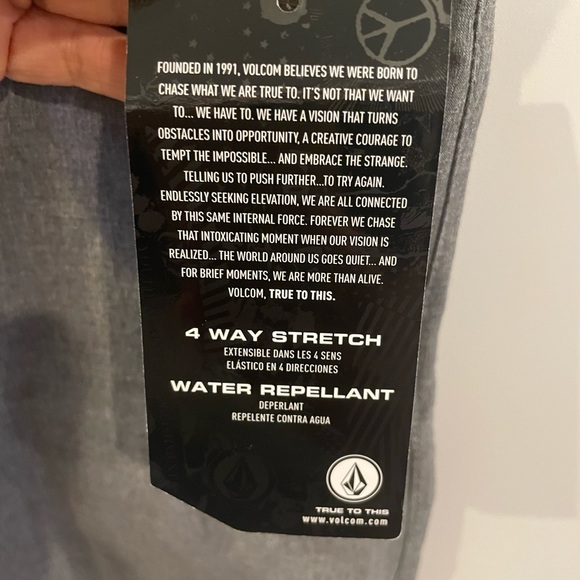 FOUNDED IN 1991, VOLCOM BELIEVES WE WERE BORN TO
CHASE WHAT WE ARE TRUE TO. IT'S NOT THAT WE WANT
TO... WE HAVE TO. WE HAVE A VISION THAT TURNS
OBSTACLES INTO OPPORTUNITY, A CREATIVE COURAGE TO
TEMPT THE IMPOSSIBLE... AND EMBRACE THE STRANGE.
TELLING US TO PUSH FURTHER...TO TRY AGAIN.
ENDLESSLY SEEKING ELEVATION, WE ARE ALL CONNECTED
BY THIS SAME INTERNAL FORCE. FOREVER WE CHASE
THAT INTOXICATING MOMENT WHEN OUR VISION IS
REALIZED... THE WORLD AROUND US GOES QUIET... AND
FOR BRIEF MOMENTS, WE ARE MORE THAN ALIVE.
VOLCOM, TRUE TO THIS.
4 WAY STRETCH
EXTENSIBLE DANS LES 4 SENS
ELÁSTICO EN 4 DIRECCIONES
WATER REPELLANT
DEPERLANT
REPELENTE CONTRA AGUA
TRUE TO THIS
www.volcom.com